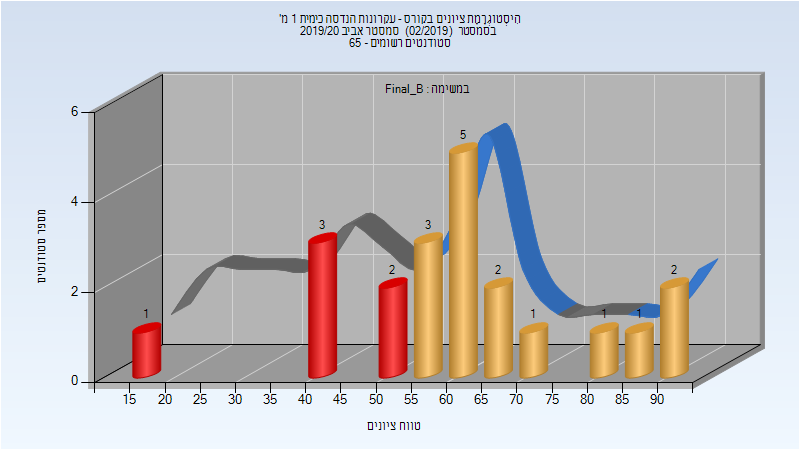 הִיסְטוֹגְרָמַת ציונים בקורס - עקרונות הנדסה כימית 1 מ'
בסמסטר (02/2019) סמסטר אביב 2019/20
סטודנטים רשומים - 65
במשימה : Final_B
מספר סטודנטים
6
4
2
0
1
3
2
3
5
2
1
1
1
2
15 20 25 30 35 40 45 50 55 60 65 70 75 80 85 90
טווח ציונים